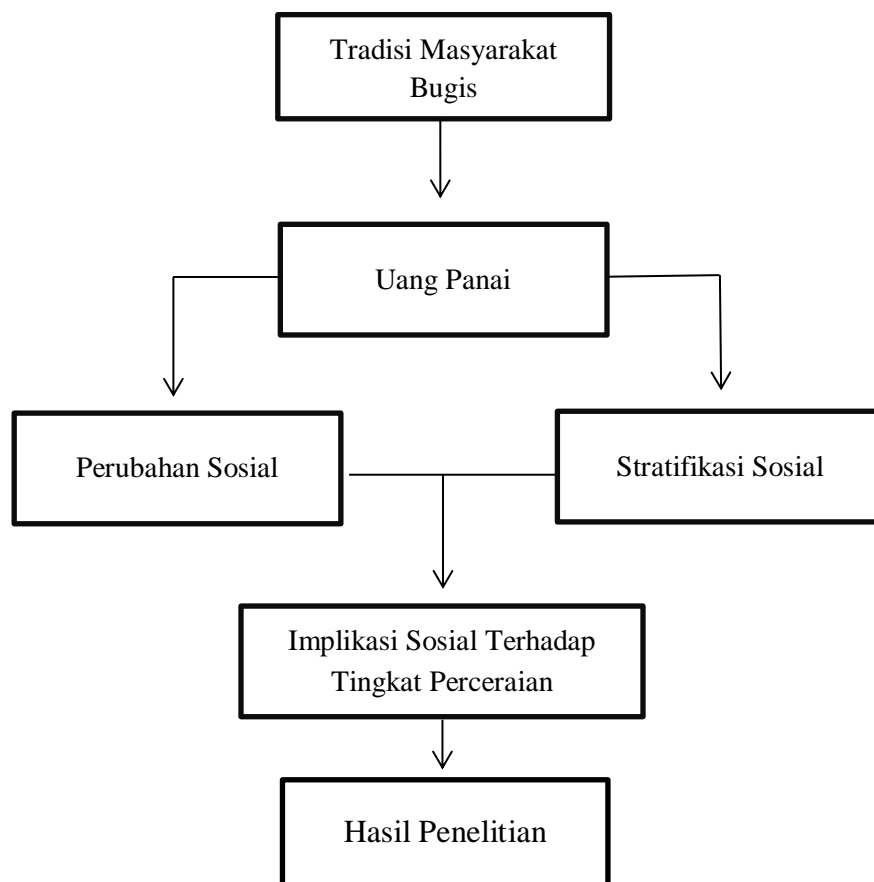 Tradisi Masyarakat
Bugis
Uang Panai
Perubahan Sosial
Stratifikasi Sosial
Implikasi Sosial Terhadap
Tingkat Perceraian
Hasil Penelitian